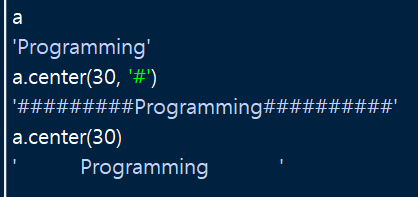 a
'Programming'
a.center(30, '#')
'#########Programming##########'
a.center(30)
'         Programming          '